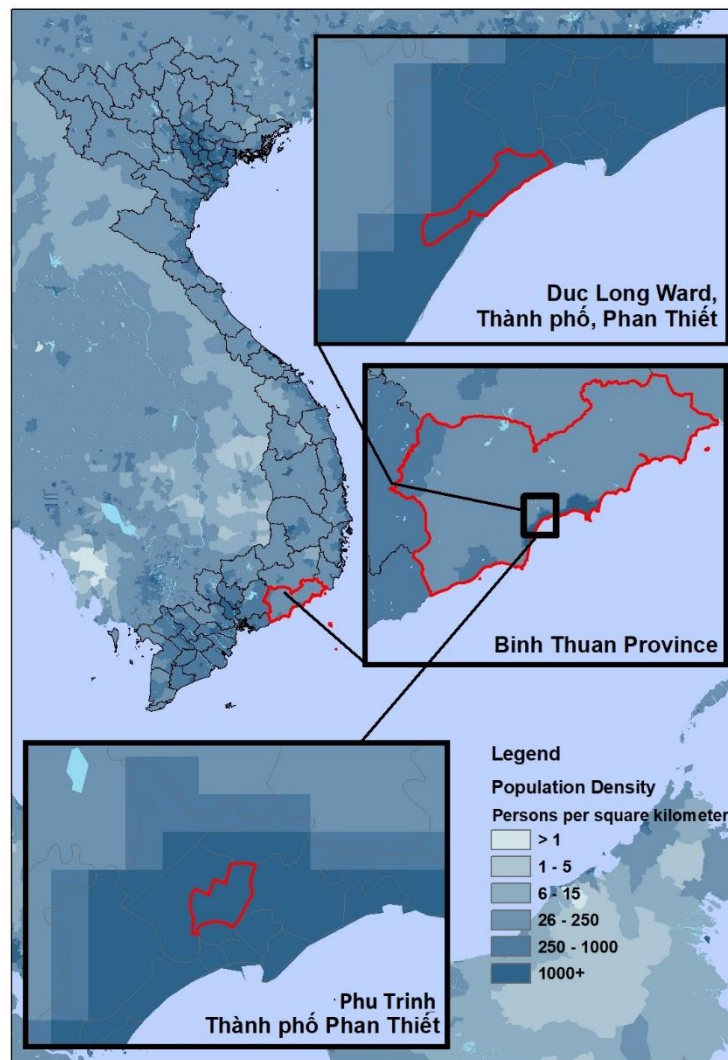 Duc Long Ward,
Thành phố, Phan Thiết
Binh Thuan Province
Phu Trinh
Thành phố Phan Thiết
Legend
Population Density
Persons per square kilometer
> 1
1 - 5
6 - 15
26 - 250
250 - 1000
1000+